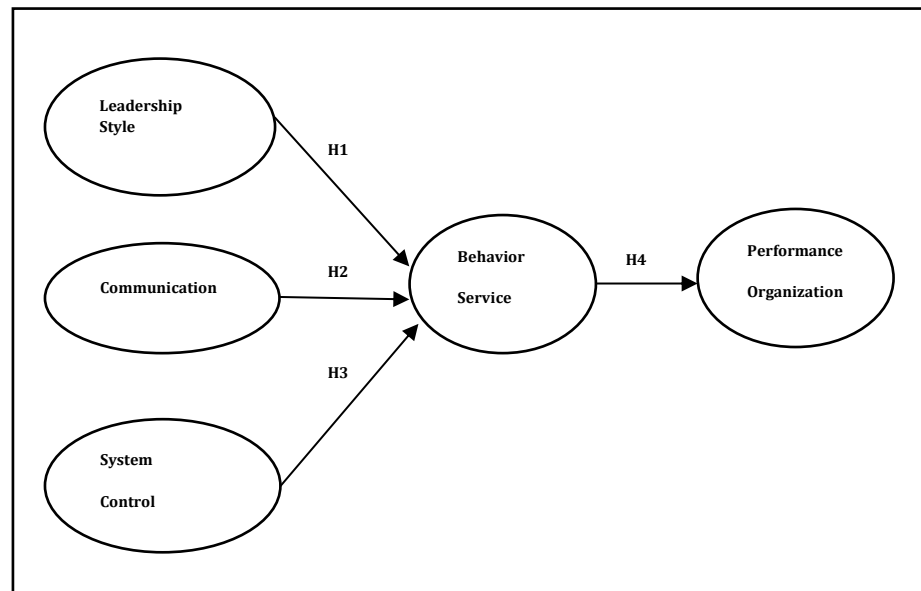 Leadership
Style
H1
Communication
H2
System
Control
H3
Behavior
Service
H4
Performance
Organization